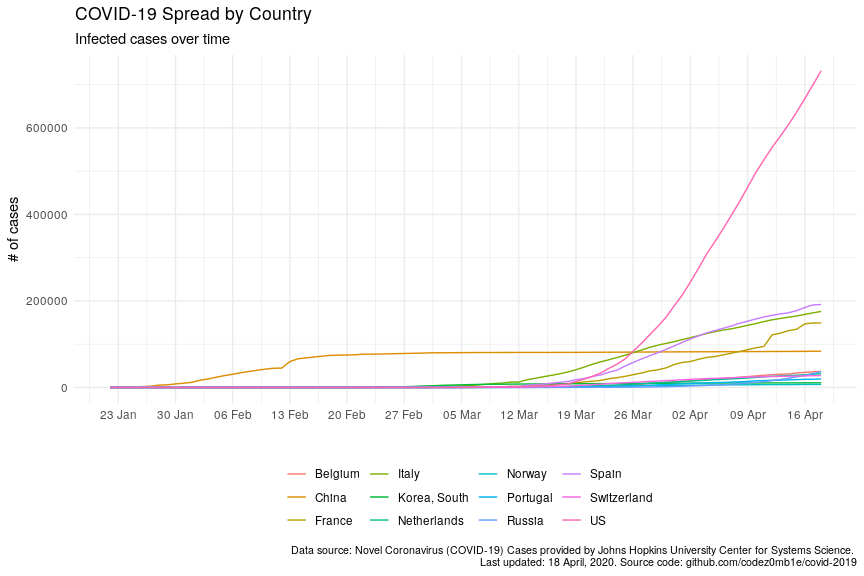 COVID-19 Spread by Country
Infected cases over time
# of cases
600000
400000
200000
0
23 Jan 30 Jan 06 Feb 13 Feb 20 Feb 27 Feb 05 Mar 12 Mar 19 Mar 26 Mar 02 Apr 09 Apr 16 Apr
Belgium Italy Norway Spain
China Korea, South Portugal Switzerland
France Netherlands Russia US
Data source: Novel Coronavirus (COVID-19) Cases provided by Johns Hopkins University Center for Systems Science.
Last updated: 18 April, 2020. Source code: github.com/codez0mb1e/covid-2019